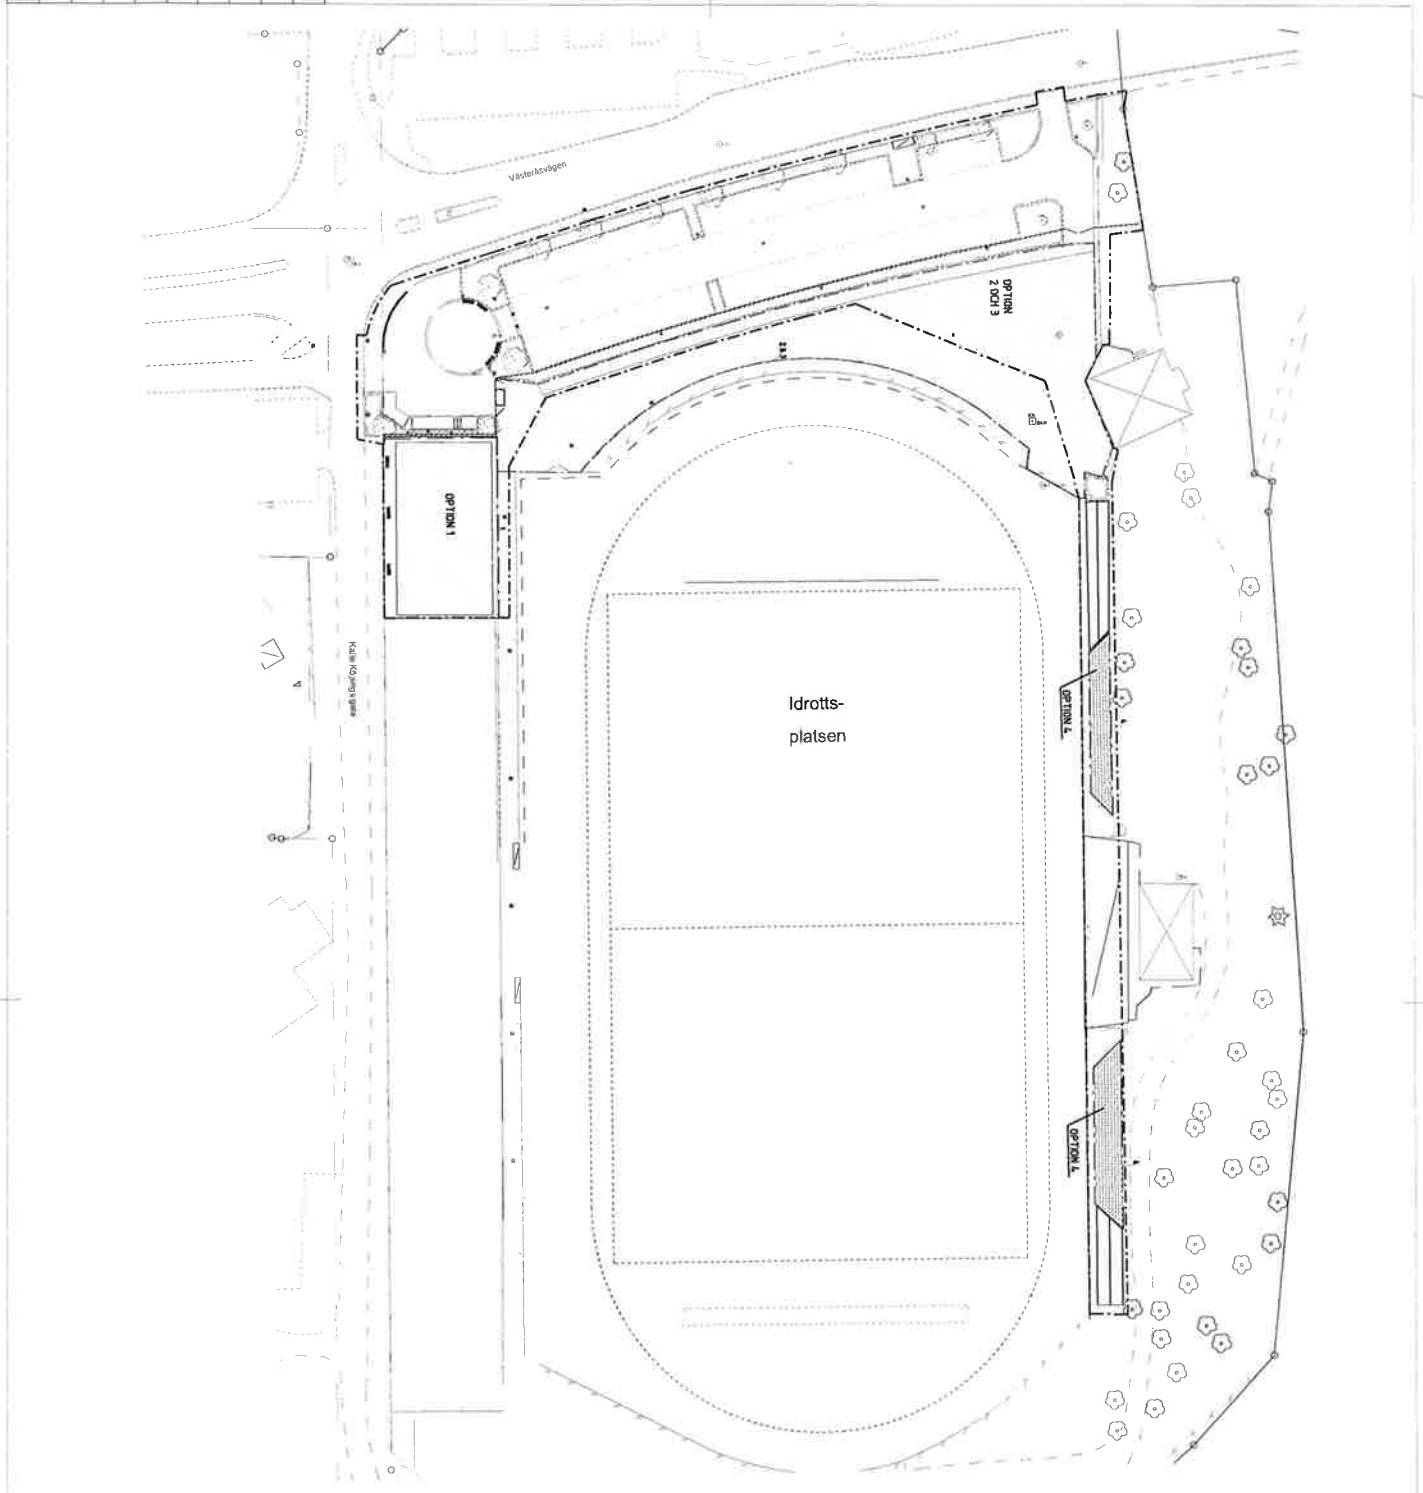 Västeråsvägen
OPTION
2 OCH 3
OPTION 1
Idrotts-
platsen
OPTION 4
OPTION 4